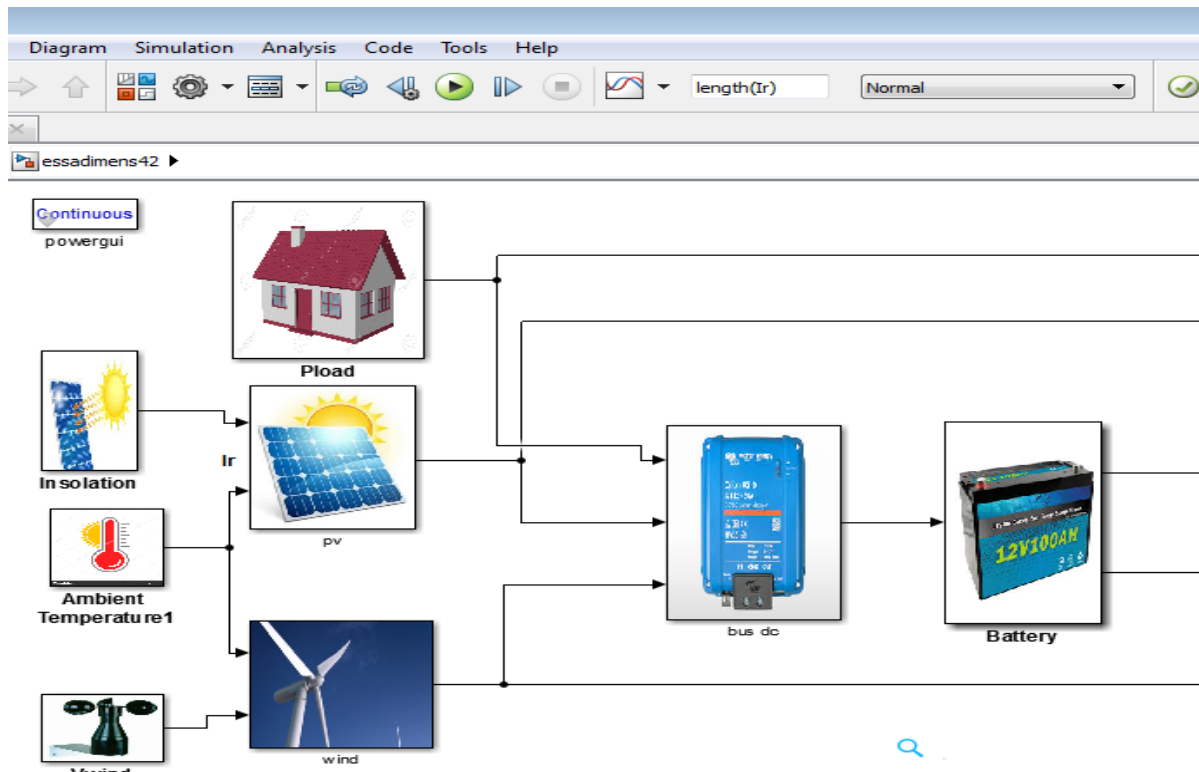 Diagram Simulation Analysis Code Tools Help
length(Ir) Normal
essadimens42
Continuous
powergui
Pload
Insolation
Ir
pv
Ambient
Temperature1
bus dc
12V100AH
Battery
wind
Vwind